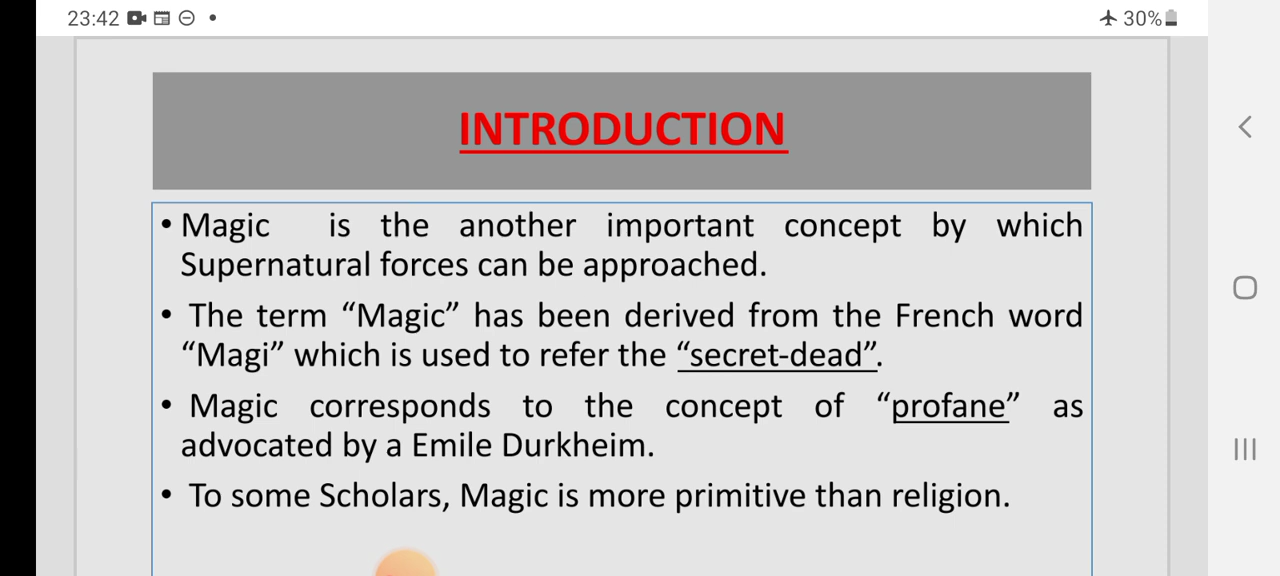 23:42
30%
INTRODUCTION
• Magic is the another important concept by which
Supernatural forces can be approached.
• The term “Magic” has been derived from the French word
“Magi” which is used to refer the “secret-dead”.
• Magic corresponds to the concept of “profane” as
advocated by a Emile Durkheim.
• To some Scholars, Magic is more primitive than religion.